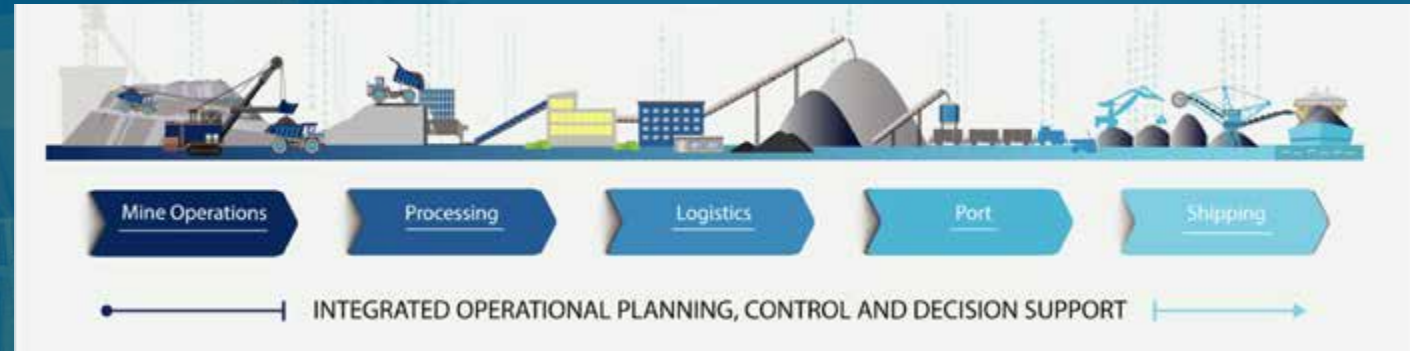 Mine Operations
Processing
Logistics
Port
Shipping
INTEGRATED OPERATIONAL PLANNING, CONTROL AND DECISION SUPPORT